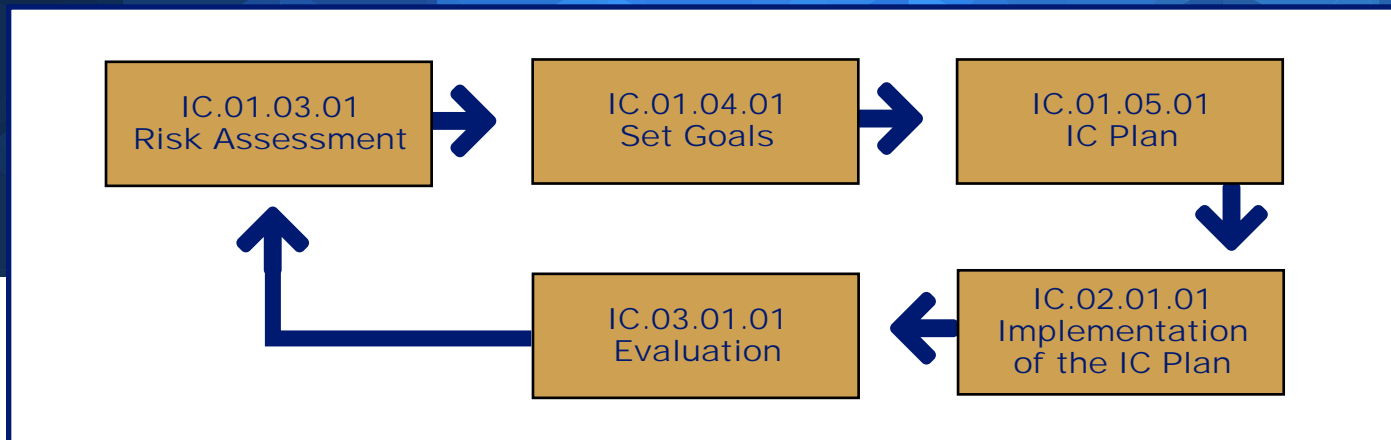 IC.01.03.01
Risk Assessment
IC.01.04.01
Set Goals
IC.01.05.01
IC Plan
IC.02.01.01
Implementation
of the IC Plan
IC.03.01.01
Evaluation